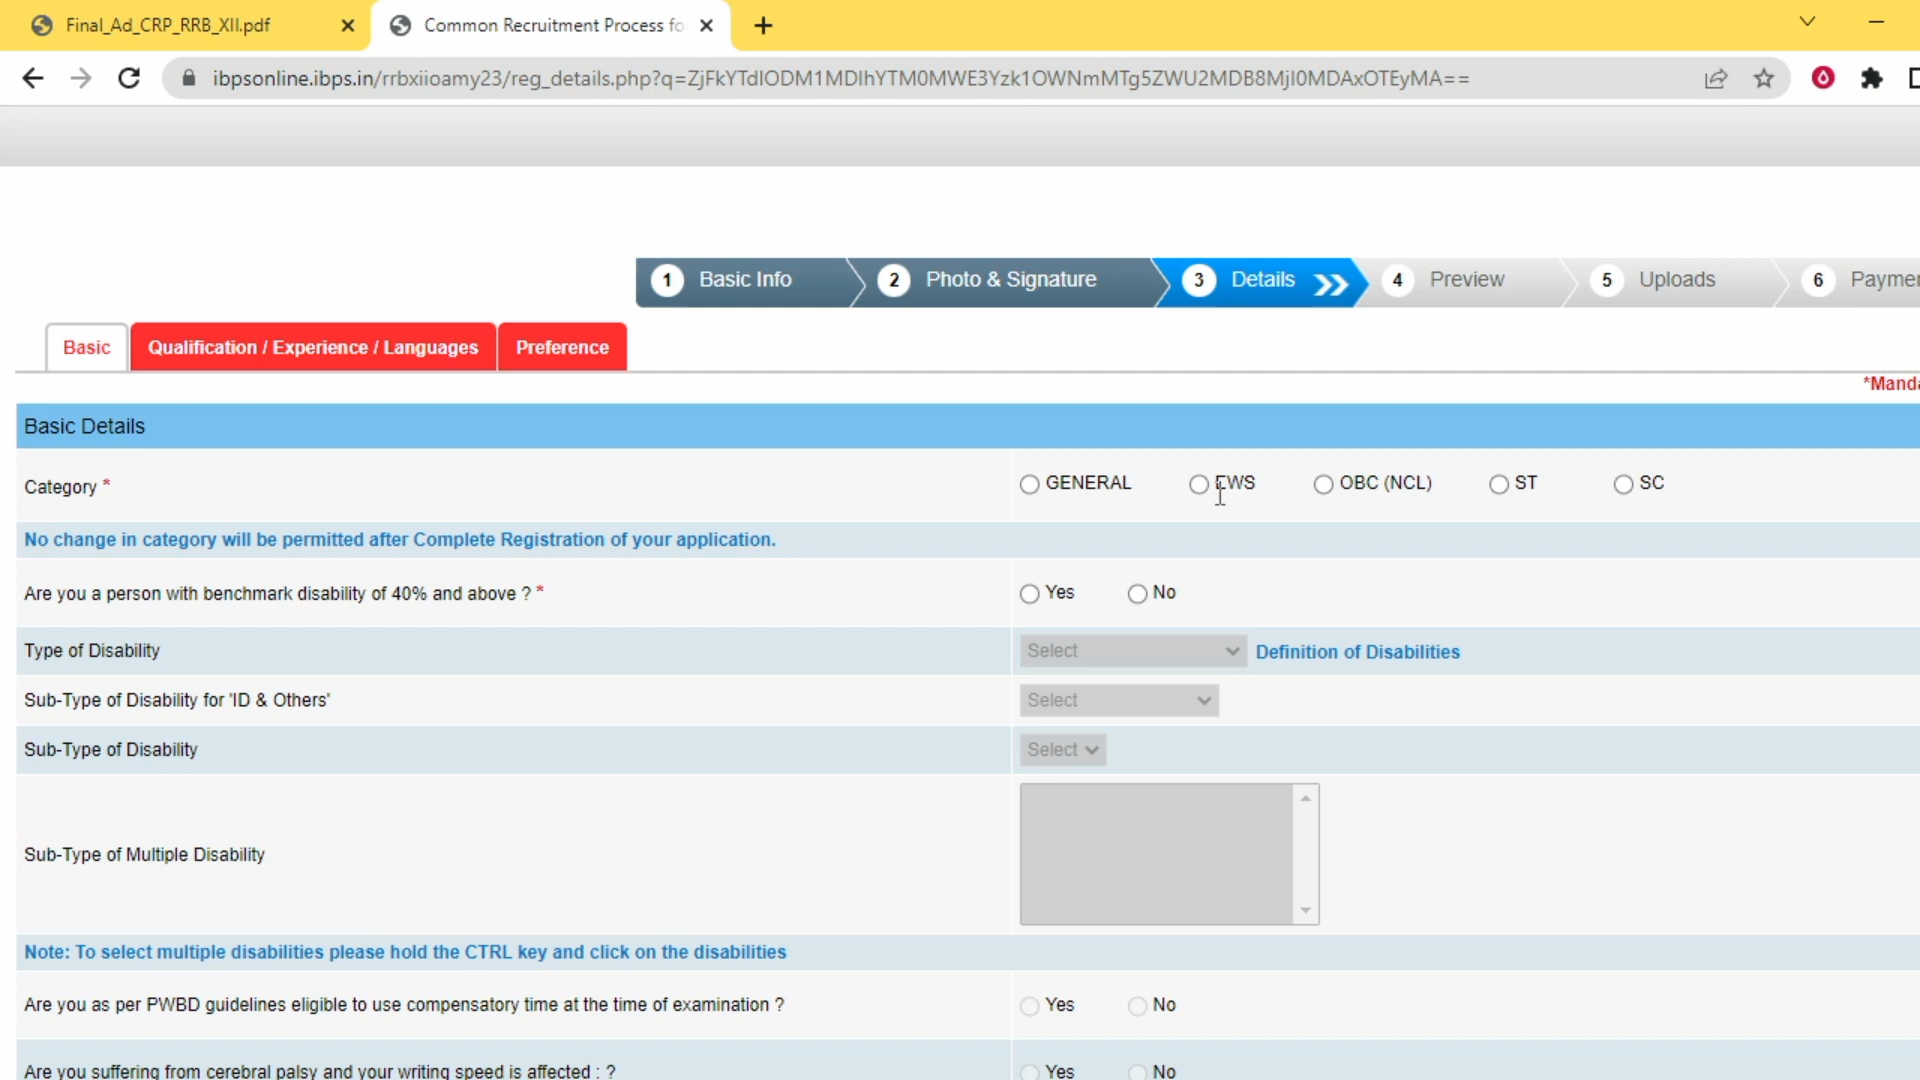 Final_Ad_CRP_RRB_XII.pdf
Common Recruitment Process fo
ibpsonline.ibps.in/rrbxiioamy23/reg_details.php?q=ZjFkYTdlODM1MDlhYTM0MWE3Yzk1OWNmMTg5ZWU2MDB8MjI0MDAxOTEyMA==
1 Basic Info 2 Photo & Signature 3 Details 4 Preview 5 Uploads 6 Paymen
Basic Qualification / Experience / Languages Preference
*Manda
Basic Details
Category * GENERAL EWS OBC (NCL) ST SC
No change in category will be permitted after Complete Registration of your application.
Are you a person with benchmark disability of 40% and above ? * Yes No
Type of Disability Select Definition of Disabilities
Sub-Type of Disability for 'ID & Others' Select
Sub-Type of Disability Select
Sub-Type of Multiple Disability
Note: To select multiple disabilities please hold the CTRL key and click on the disabilities
Are you as per PWBD guidelines eligible to use compensatory time at the time of examination ? Yes No
Are you suffering from cerebral palsy and your writing speed is affected : ? Yes No